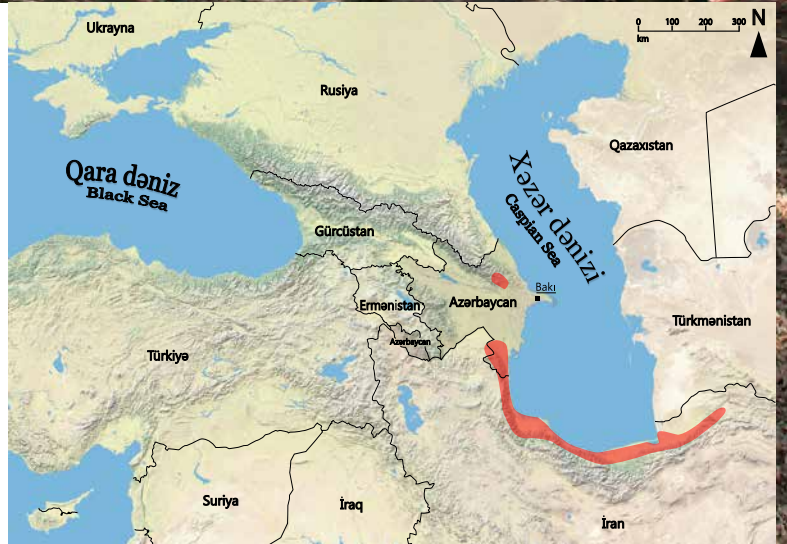 Ukrayna
0 100 200 300 N
km
Rusiya
Qazaxıstan
Qara dəniz
Black Sea
Xəzər dənizi
Caspian Sea
Gürcüstan
Bakı
Ermənistan
Azərbaycan
Türkmənistan
Azərbaycan
Türkiyə
Suriya
İraq
İran